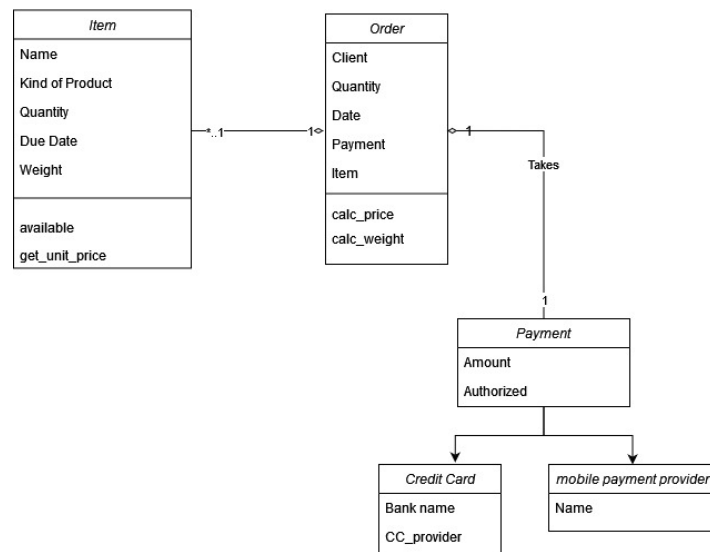 Item
Name
Kind of Product
Quantity
Due Date
Weight
available
get_unit_price
*..1
1
Order
Client
Quantity
Date
Payment
Item
calc_price
calc_weight
1
Takes
1
Payment
Amount
Authorized
Credit Card
Bank name
CC_provider
mobile payment provider
Name